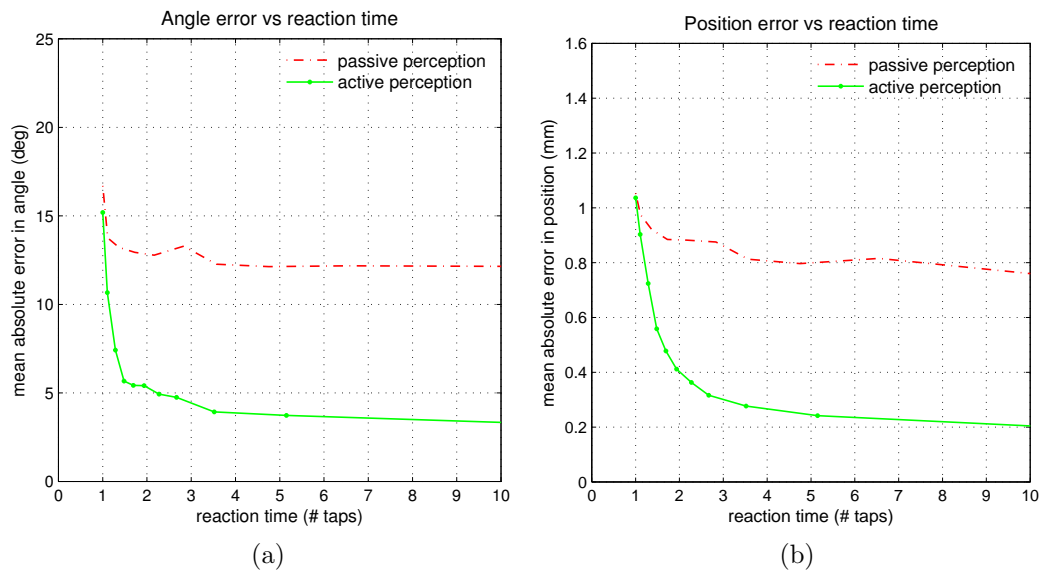 Angle error vs reaction time
25
20
15
10
5
0
mean absolute error in angle (deg)
passive perception
active perception
0 1 2 3 4 5 6 7 8 9 10
reaction time (# taps)
(a)
Position error vs reaction time
1.6
1.4
1.2
1
0.8
0.6
0.4
0.2
0
mean absolute error in position (mm)
passive perception
active perception
0 1 2 3 4 5 6 7 8 9 10
reaction time (# taps)
(b)